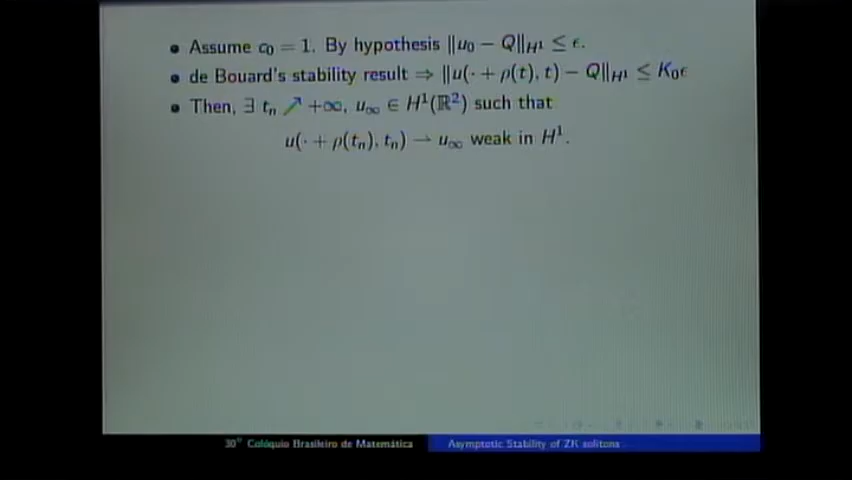 • Assume c₀ = 1. By hypothesis ‖u₀ − Q‖_{H¹} ≤ ϵ.
• de Bouard's stability result ⇒ ‖u(· + ρ(t), t) − Q‖_{H¹} ≤ K₀ϵ
• Then, ∃ tₙ ↗ +∞, u_∞ ∈ H¹(ℝ²) such that
u(· + ρ(tₙ), tₙ) ⇀ u_∞ weak in H¹.
30° Colóquio Brasileiro de Matemática Asymptotic Stability of ZK solitons